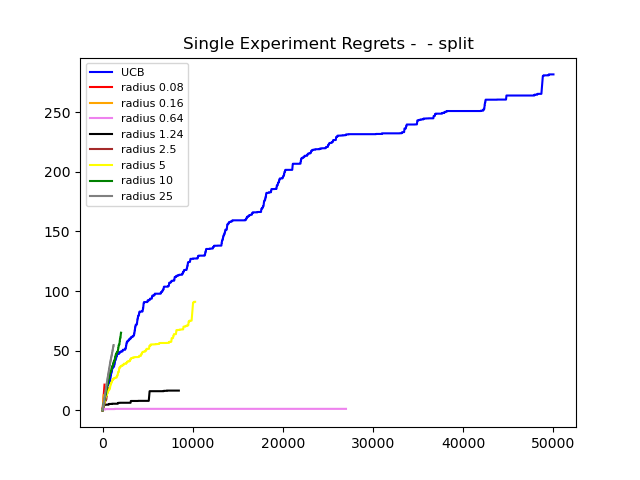 Single Experiment Regrets -  - split
UCB
radius 0.08
radius 0.16
radius 0.64
radius 1.24
radius 2.5
radius 5
radius 10
radius 25
250
200
150
100
50
0
0 10000 20000 30000 40000 50000